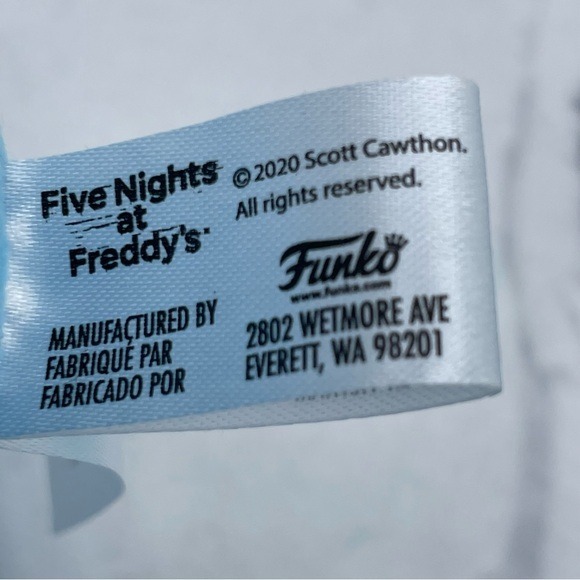 Five Nights
at
Freddy's
©2020 Scott Cawthon.
All rights reserved.
Funko
www.funko.com
MANUFACTURED BY
FABRIQUÉ PAR
FABRICADO POR
2802 WETMORE AVE
EVERETT, WA 98201